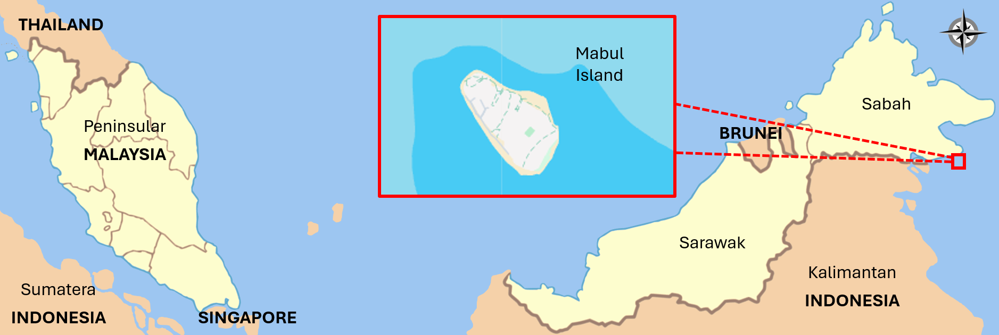 THAILAND
Peninsular
MALAYSIA
Sumatera
INDONESIA
SINGAPORE
Mabul
Island
Sabah
BRUNEI
Sarawak
Kalimantan
INDONESIA